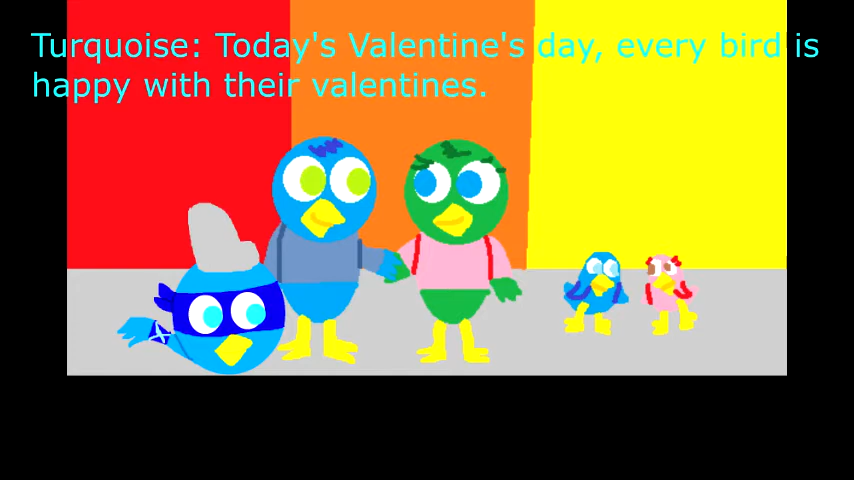 Turquoise: Today's Valentine's day, every bird is
happy with their valentines.